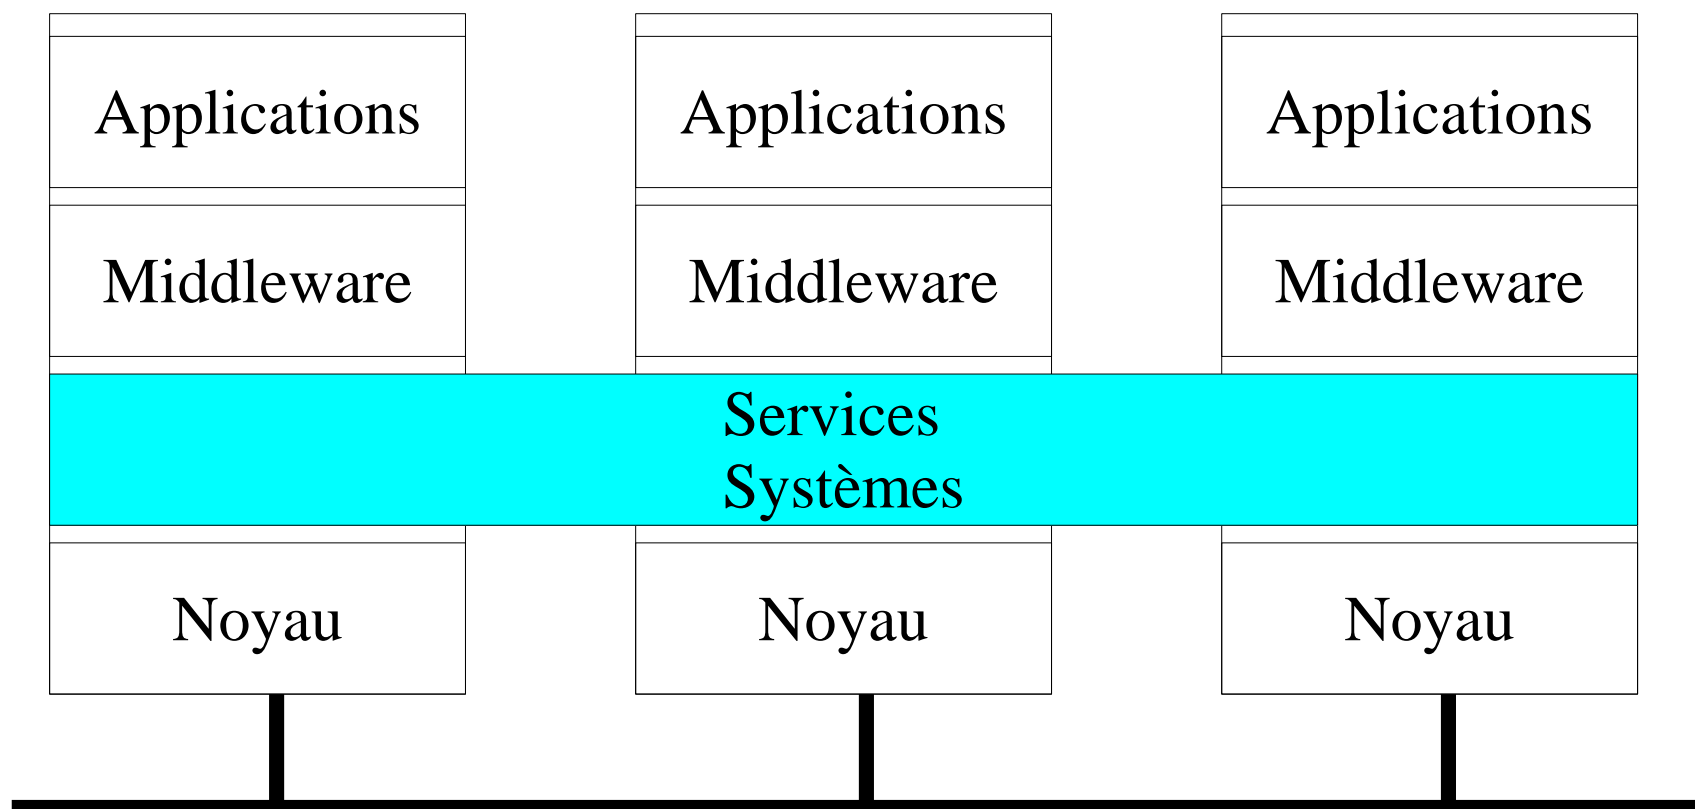 Applications
Applications
Applications
Middleware
Middleware
Middleware
Services
Systèmes
Noyau
Noyau
Noyau